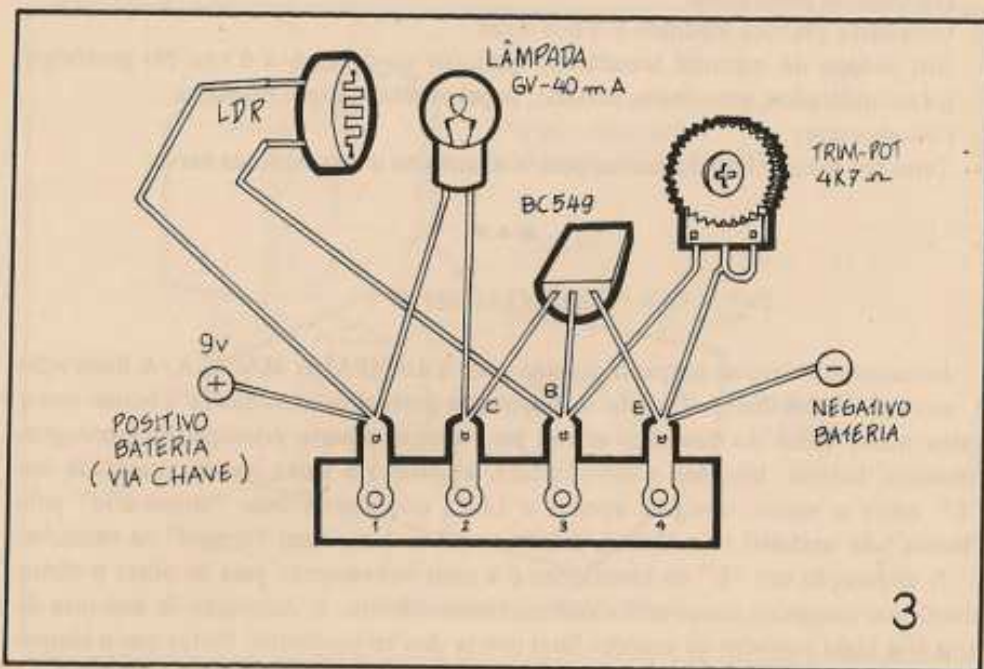 LDR
LÂMPADA
6V-40mA
BC549
TRIM-POT
4K7Ω
9v
+
POSITIVO
BATERIA
(VIA CHAVE)
C
B
E
-
NEGATIVO
BATERIA
1
2
3
4
3